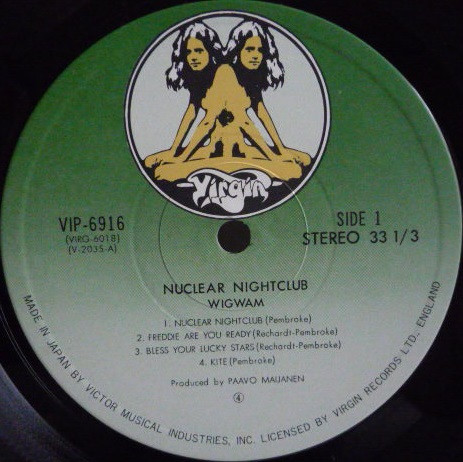 Virgin
VIP-6916
(VIRG-6018)
(V-2035-A)
SIDE 1
STEREO 33 1/3
NUCLEAR NIGHTCLUB
WIGWAM
1. NUCLEAR NIGHTCLUB (Pembroke)
2. FREDDIE ARE YOU READY (Rechardt-Pembroke)
3. BLESS YOUR LUCKY STARS (Rechardt-Pembroke)
4. KITE (Pembroke)
Produced by PAAVO MAIJANEN
④
MADE IN JAPAN BY VICTOR MUSICAL INDUSTRIES, INC. LICENSED BY VIRGIN RECORDS LTD., ENGLAND